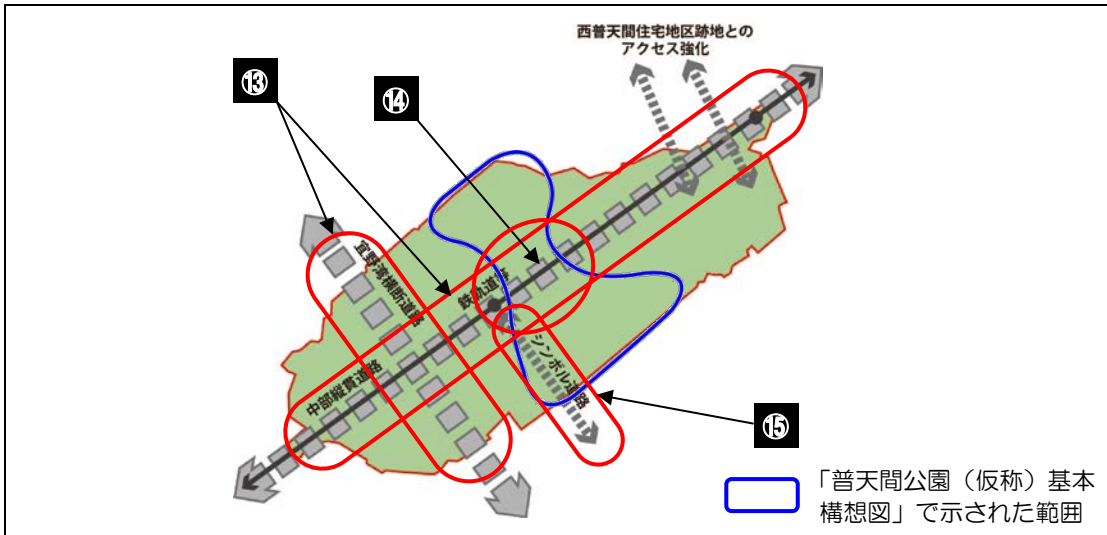 西普天間住宅地区跡地との
アクセス強化
⑬
⑭
宜野湾横断道路
鉄軌道等
シンボル道路
中部縦貫道路
⑮
「普天間公園（仮称）基本
構想図」で示された範囲